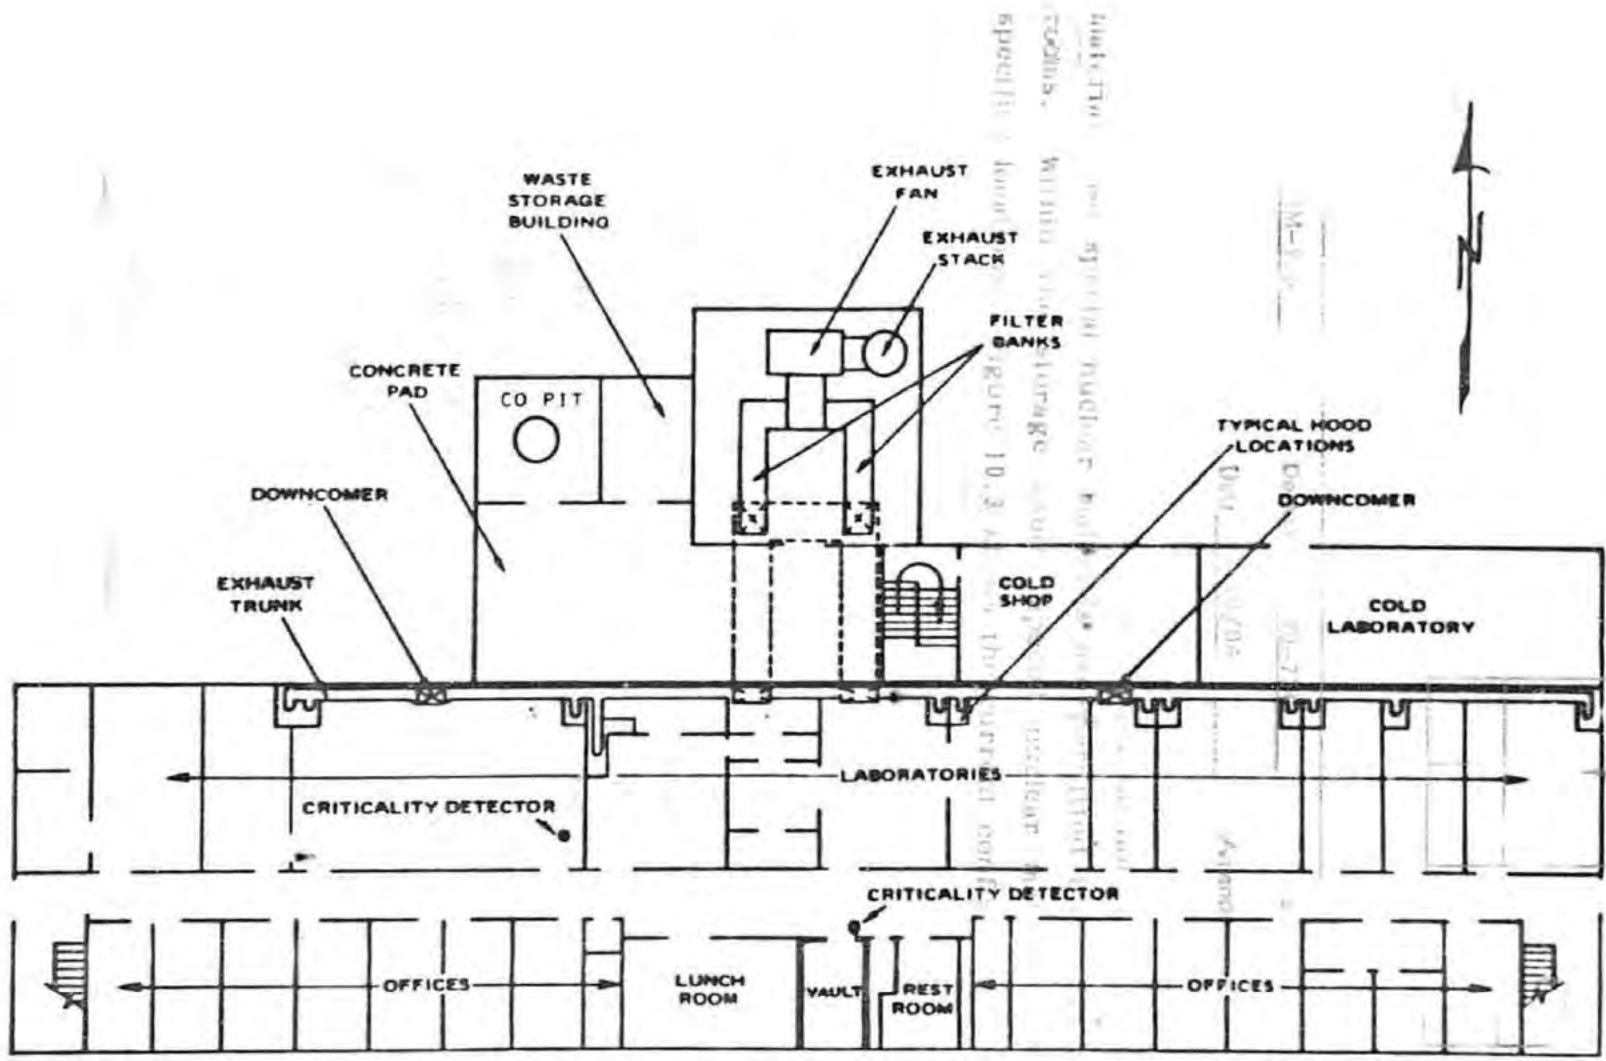 WASTE
STORAGE
BUILDING
EXHAUST
FAN
EXHAUST
STACK
FILTER
BANKS
CONCRETE
PAD
CO PIT
TYPICAL HOOD
LOCATIONS
DOWNCOMER
DOWNCOMER
EXHAUST
TRUNK
COLD
SHOP
COLD
LABORATORY
LABORATORIES
CRITICALITY DETECTOR
CRITICALITY DETECTOR
OFFICES
LUNCH
ROOM
VAULT
REST
ROOM
OFFICES
N